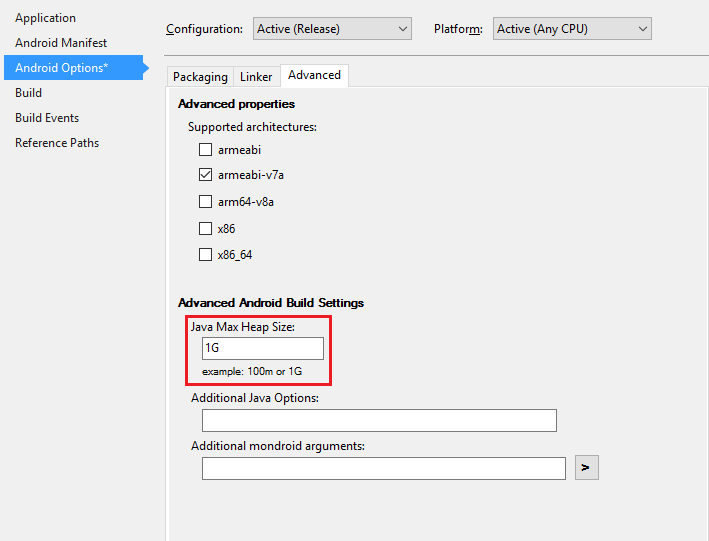 Application
Android Manifest
Android Options*
Build
Build Events
Reference Paths
Configuration: Active (Release) Platform: Active (Any CPU)
Packaging Linker Advanced
Advanced properties
Supported architectures:
armeabi
armeabi-v7a
arm64-v8a
x86
x86_64
Advanced Android Build Settings
Java Max Heap Size:
1G
example: 100m or 1G
Additional Java Options:
Additional mondroid arguments:
>